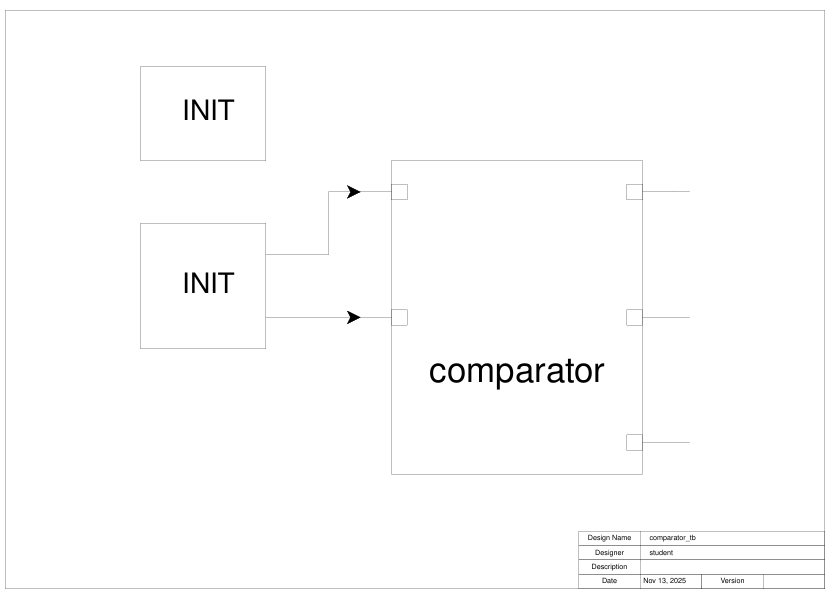 INIT
INIT
comparator
Design Name comparator_tb
Designer student
Description
Date Nov 13, 2025 Version